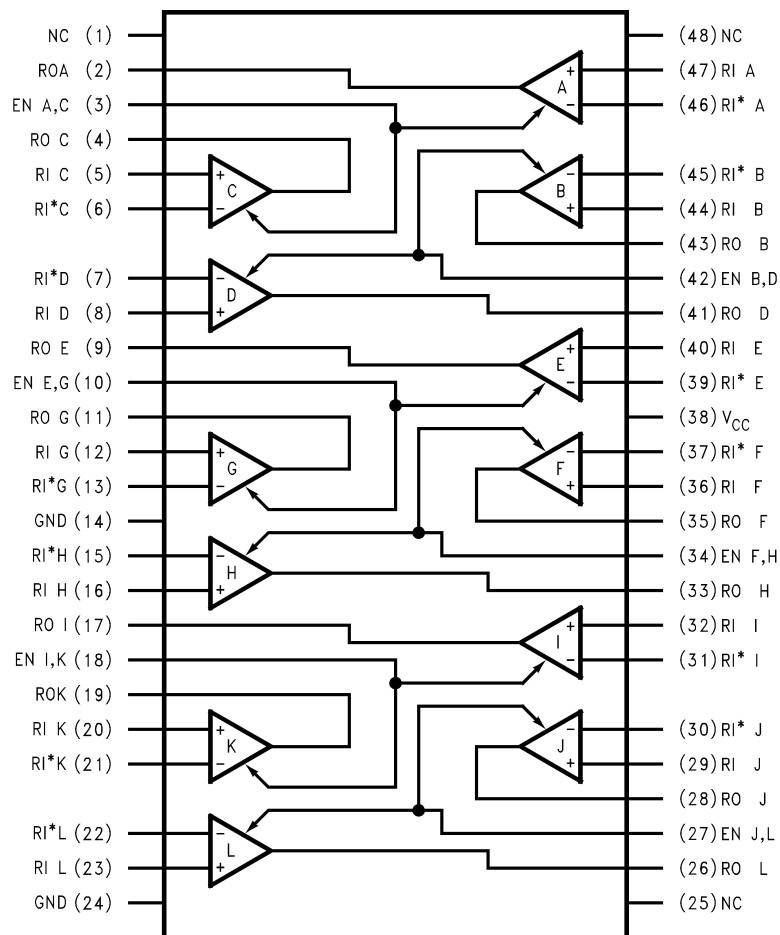 NC (1)
ROA (2)
EN A,C (3)
RO C (4)
RI C (5)
RI*C (6)
RI*D (7)
RI D (8)
RO E (9)
EN E,G (10)
RO G (11)
RI G (12)
RI*G (13)
GND (14)
RI*H (15)
RI H (16)
RO I (17)
EN I,K (18)
ROK (19)
RI K (20)
RI*K (21)
RI*L (22)
RI L (23)
GND (24)
+
C
-
-
D
+
+
G
-
-
H
+
+
K
-
-
L
+
+
A
-
-
B
+
+
E
-
-
F
+
+
I
-
-
J
+
(48) NC
(47) RI A
(46) RI* A
(45) RI* B
(44) RI B
(43) RO B
(42) EN B,D
(41) RO D
(40) RI E
(39) RI* E
(38) VCC
(37) RI* F
(36) RI F
(35) RO F
(34) EN F,H
(33) RO H
(32) RI I
(31) RI* I
(30) RI* J
(29) RI J
(28) RO J
(27) EN J,L
(26) RO L
(25) NC